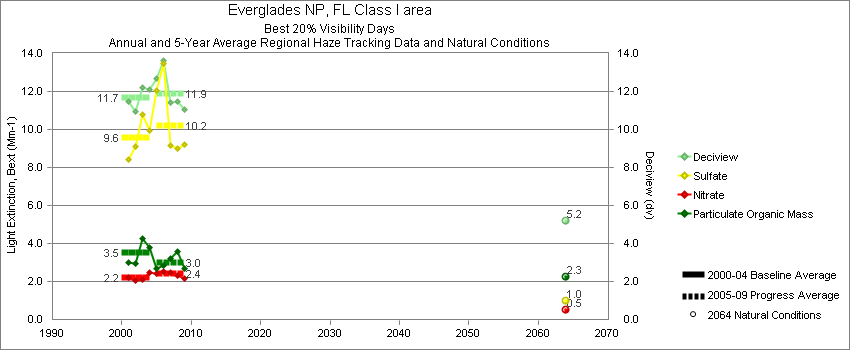 Everglades NP, FL Class I area
Best 20% Visibility Days
Annual and 5-Year Average Regional Haze Tracking Data and Natural Conditions
14.0 14.0
12.0 12.0
10.0 10.0
8.0 8.0
6.0 6.0
4.0 4.0
2.0 2.0
0.0 0.0
Light Extinction, Bext (Mm-1)
Deciview (dv)
11.7 11.9
9.6 10.2
3.5 3.0
2.2 2.4
5.2
2.3
1.0
0.5
1990 2000 2010 2020 2030 2040 2050 2060 2070
Deciview
Sulfate
Nitrate
Particulate Organic Mass
2000-04 Baseline Average
2005-09 Progress Average
2064 Natural Conditions